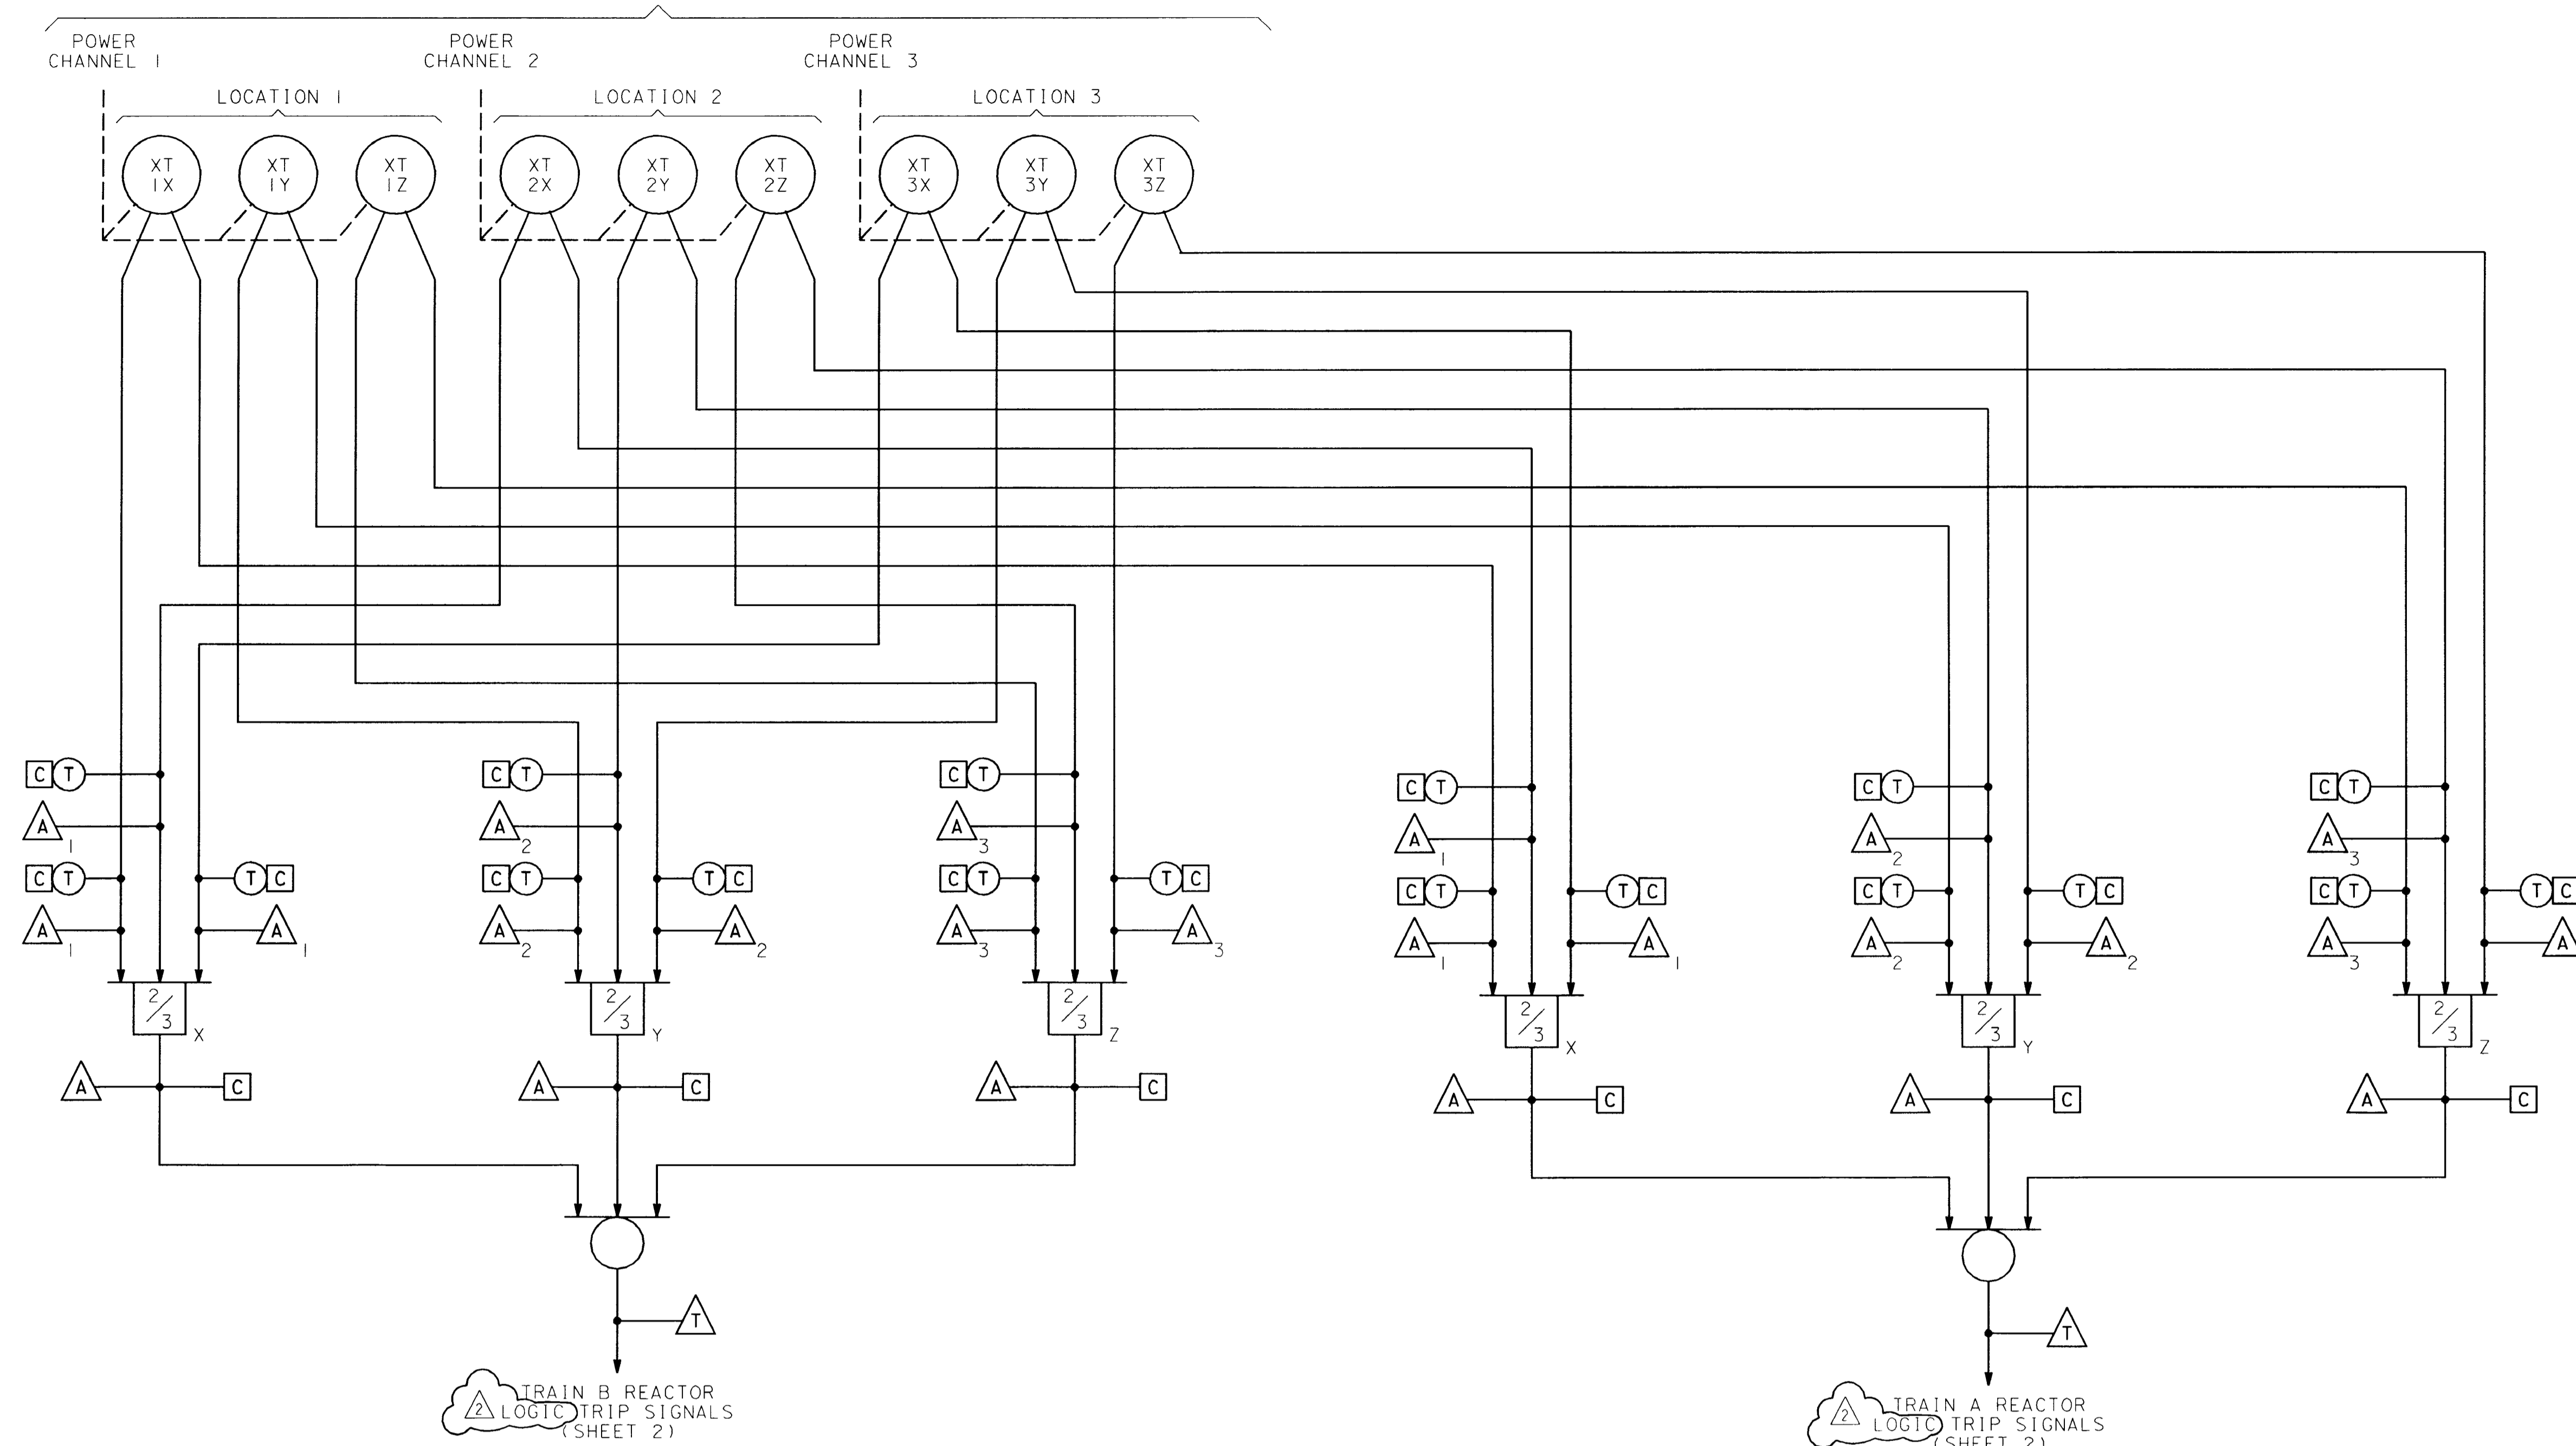 POWER
CHANNEL 1
POWER
CHANNEL 2
POWER
CHANNEL 3
LOCATION 1
LOCATION 2
LOCATION 3
XT
1X
XT
1Y
XT
1Z
XT
2X
XT
2Y
XT
2Z
XT
3X
XT
3Y
XT
3Z
C T
C T
C T
C T
C T
C T
A 1
A 2
A 3
A 1
A 2
A 3
C T
T C
C T
T C
C T
T C
C T
T C
C T
T C
C T
T C
A 1
A 1
A 2
A 2
A 3
A 3
A 1
A 1
A 2
A 2
A 3
A
2/3 X
2/3 Y
2/3 Z
2/3 X
2/3 Y
2/3 Z
A C
A C
A C
A C
A C
A C
T
T
2
TRAIN B REACTOR
LOGIC TRIP SIGNALS
(SHEET 2)
2
TRAIN A REACTOR
LOGIC TRIP SIGNALS
(SHEET 2)